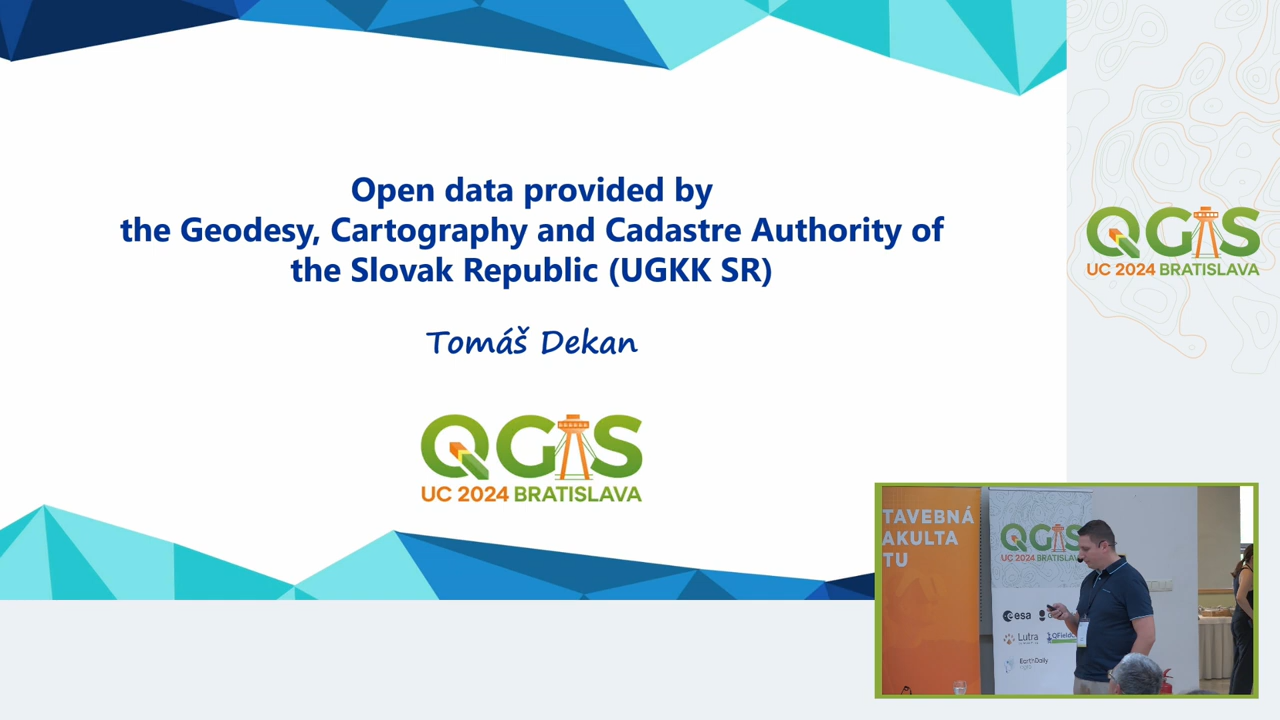 Open data provided by
the Geodesy, Cartography and Cadastre Authority of
the Slovak Republic (UGKK SR)
Tomáš Dekan
QGIS
UC 2024 BRATISLAVA
QGIS
UC 2024 BRATISLAVA
TAVEBNÁ
AKULTA
TU
QGIS
UC 2024 BRATISLAVA
esa
Lutra
QField
EarthDaily